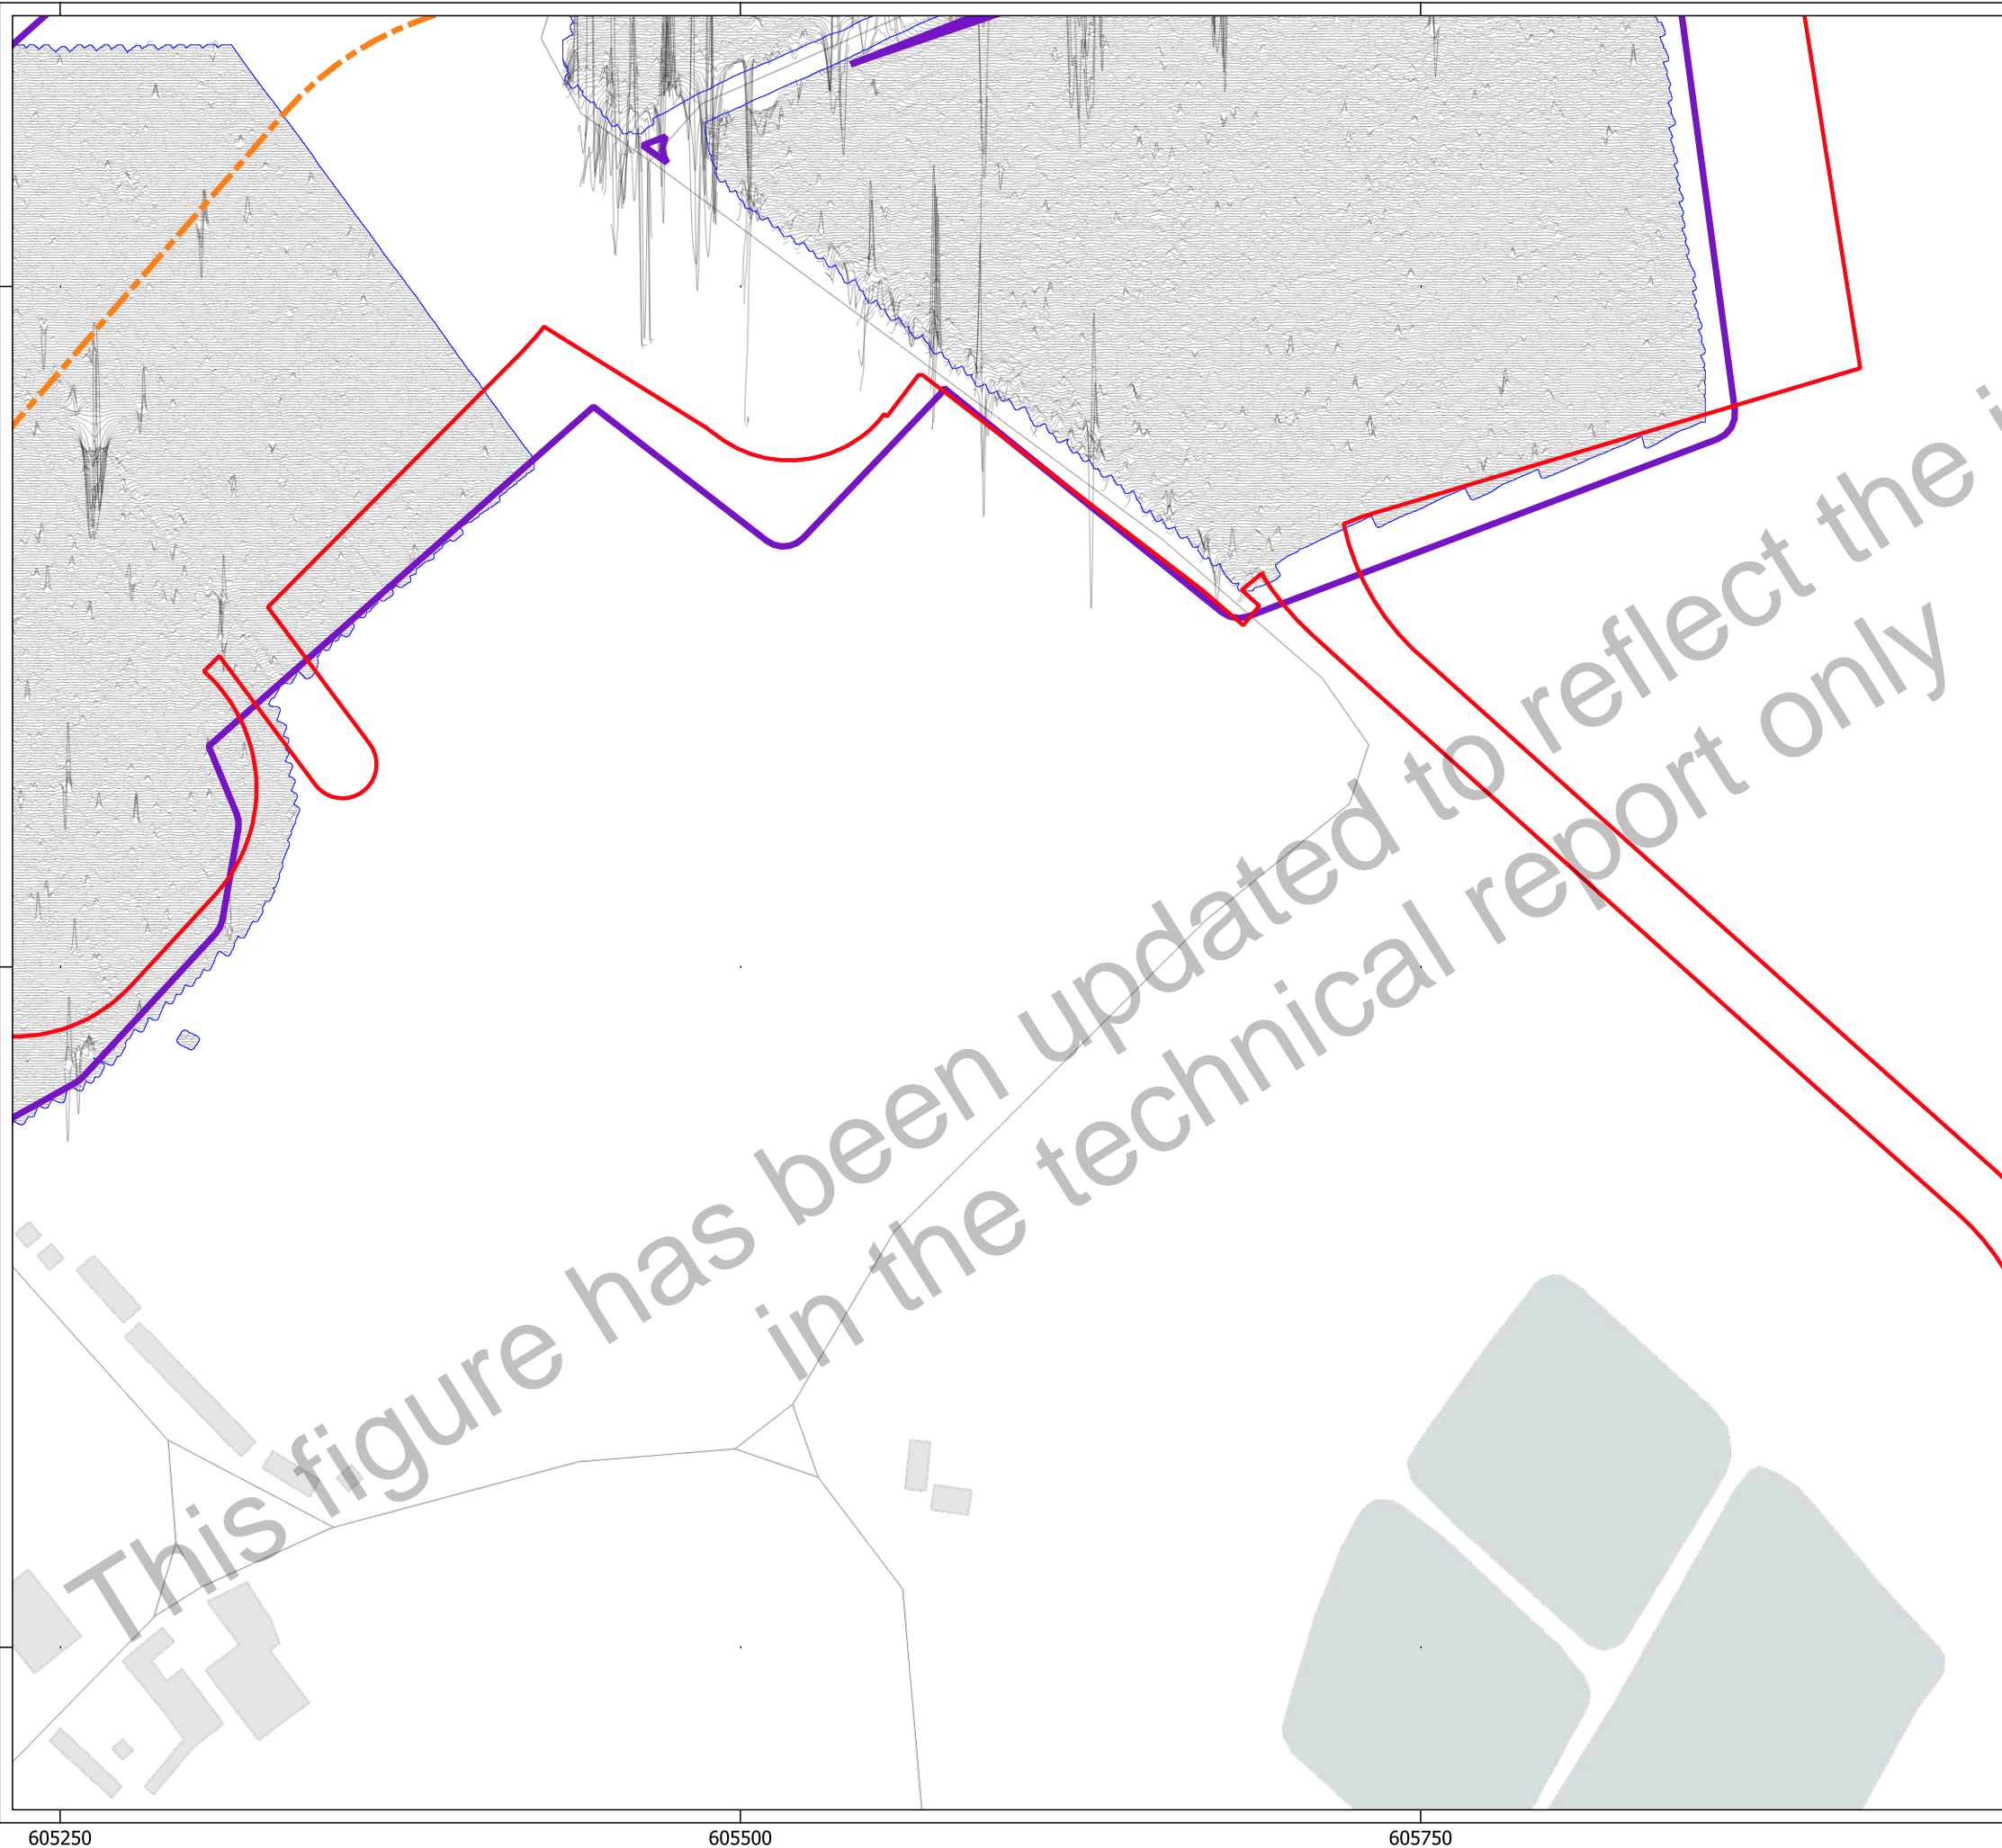 This figure has been updated to reflect the
in the technical report only
605250 605500 605750